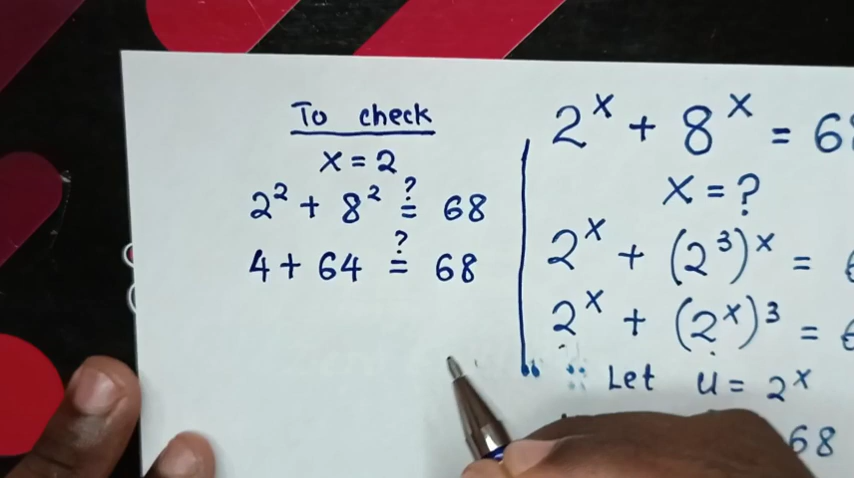 To check
x = 2
2² + 8² ≟ 68
4 + 64 ≟ 68
2ˣ + 8ˣ = 6
x = ?
2ˣ + (2³)ˣ =
2ˣ + (2ˣ)³ =
Let u = 2ˣ
68